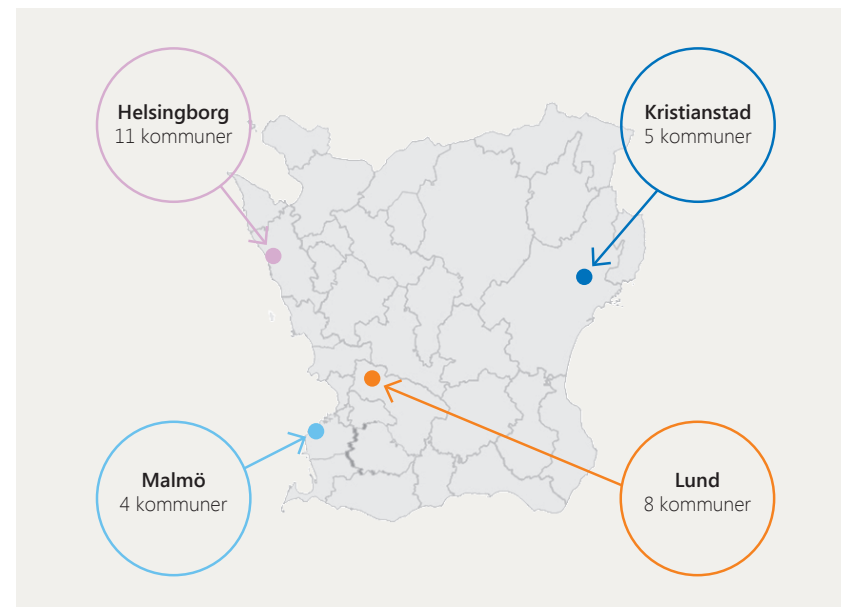 Helsingborg
11 kommuner
Kristianstad
5 kommuner
Malmö
4 kommuner
Lund
8 kommuner